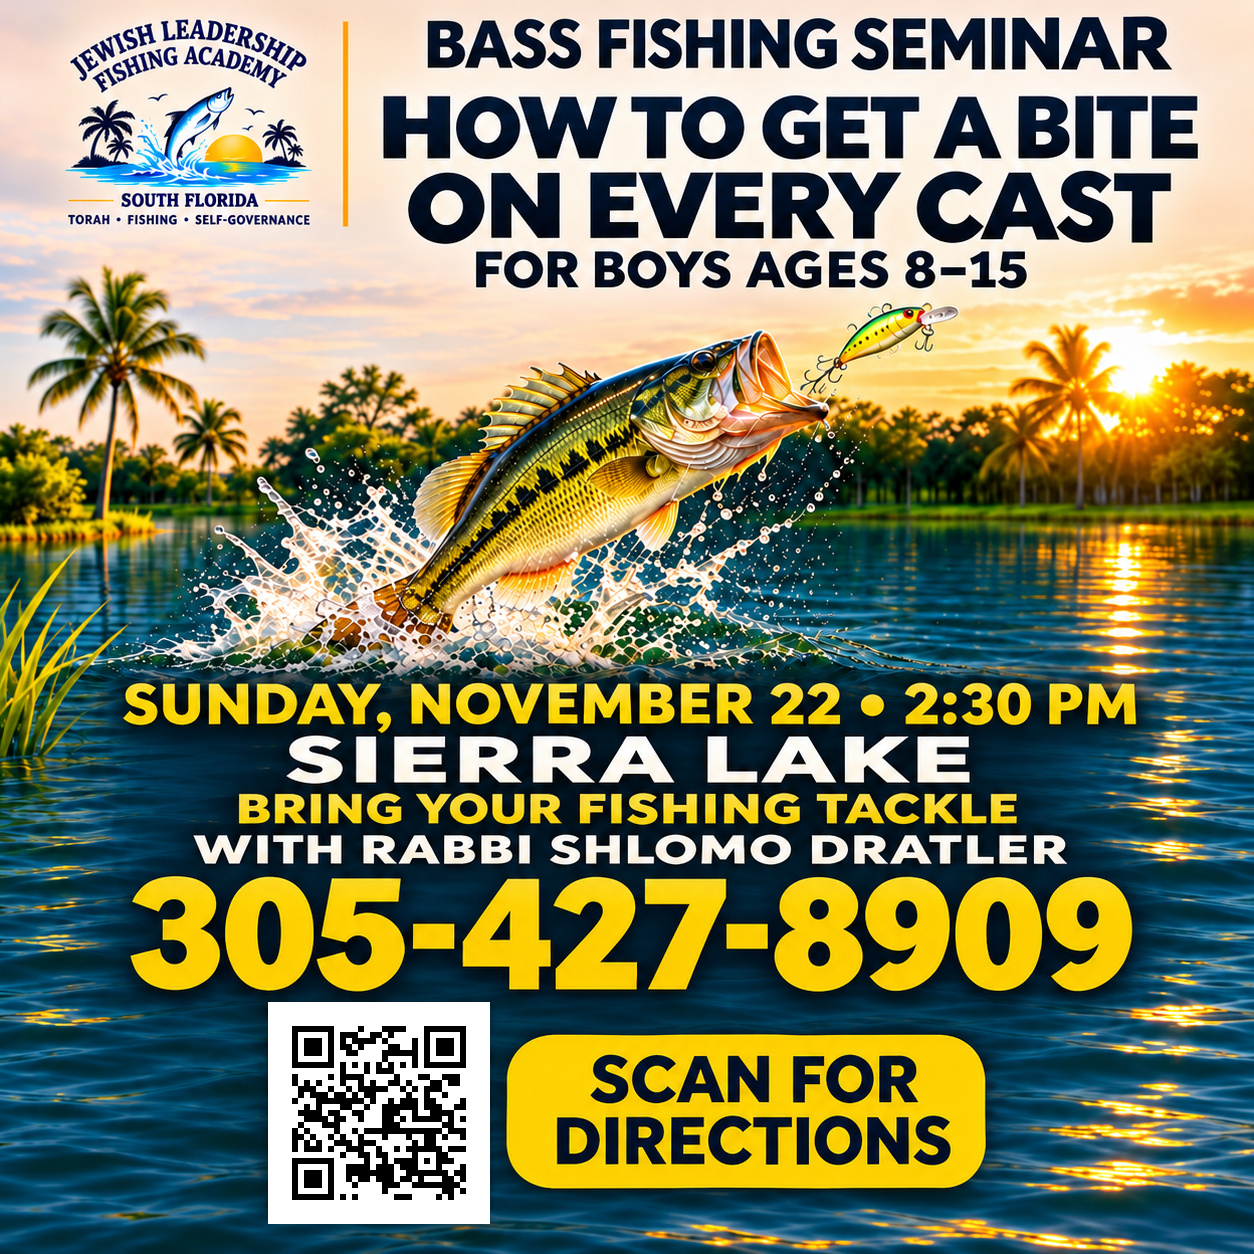 JEWISH LEADERSHIP
FISHING ACADEMY
SOUTH FLORIDA
TORAH • FISHING • SELF-GOVERNANCE
BASS FISHING SEMINAR
HOW TO GET A BITE
ON EVERY CAST
FOR BOYS AGES 8–15
SUNDAY, NOVEMBER 22 • 2:30 PM
SIERRA LAKE
BRING YOUR FISHING TACKLE
WITH RABBI SHLOMO DRATLER
305-427-8909
SCAN FOR
DIRECTIONS